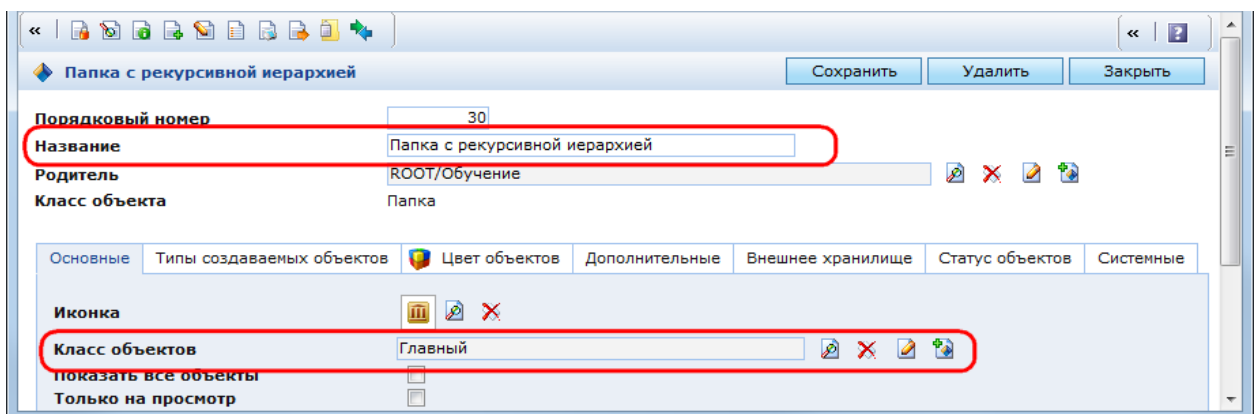 Папка с рекурсивной иерархией Сохранить Удалить Закрыть
Порядковый номер 30
Название Папка с рекурсивной иерархией
Родитель ROOT/Обучение
Класс объекта Папка
Основные Типы создаваемых объектов Цвет объектов Дополнительные Внешнее хранилище Статус объектов Системные
Иконка
Класс объектов Главный
Показать все объекты
Только на просмотр